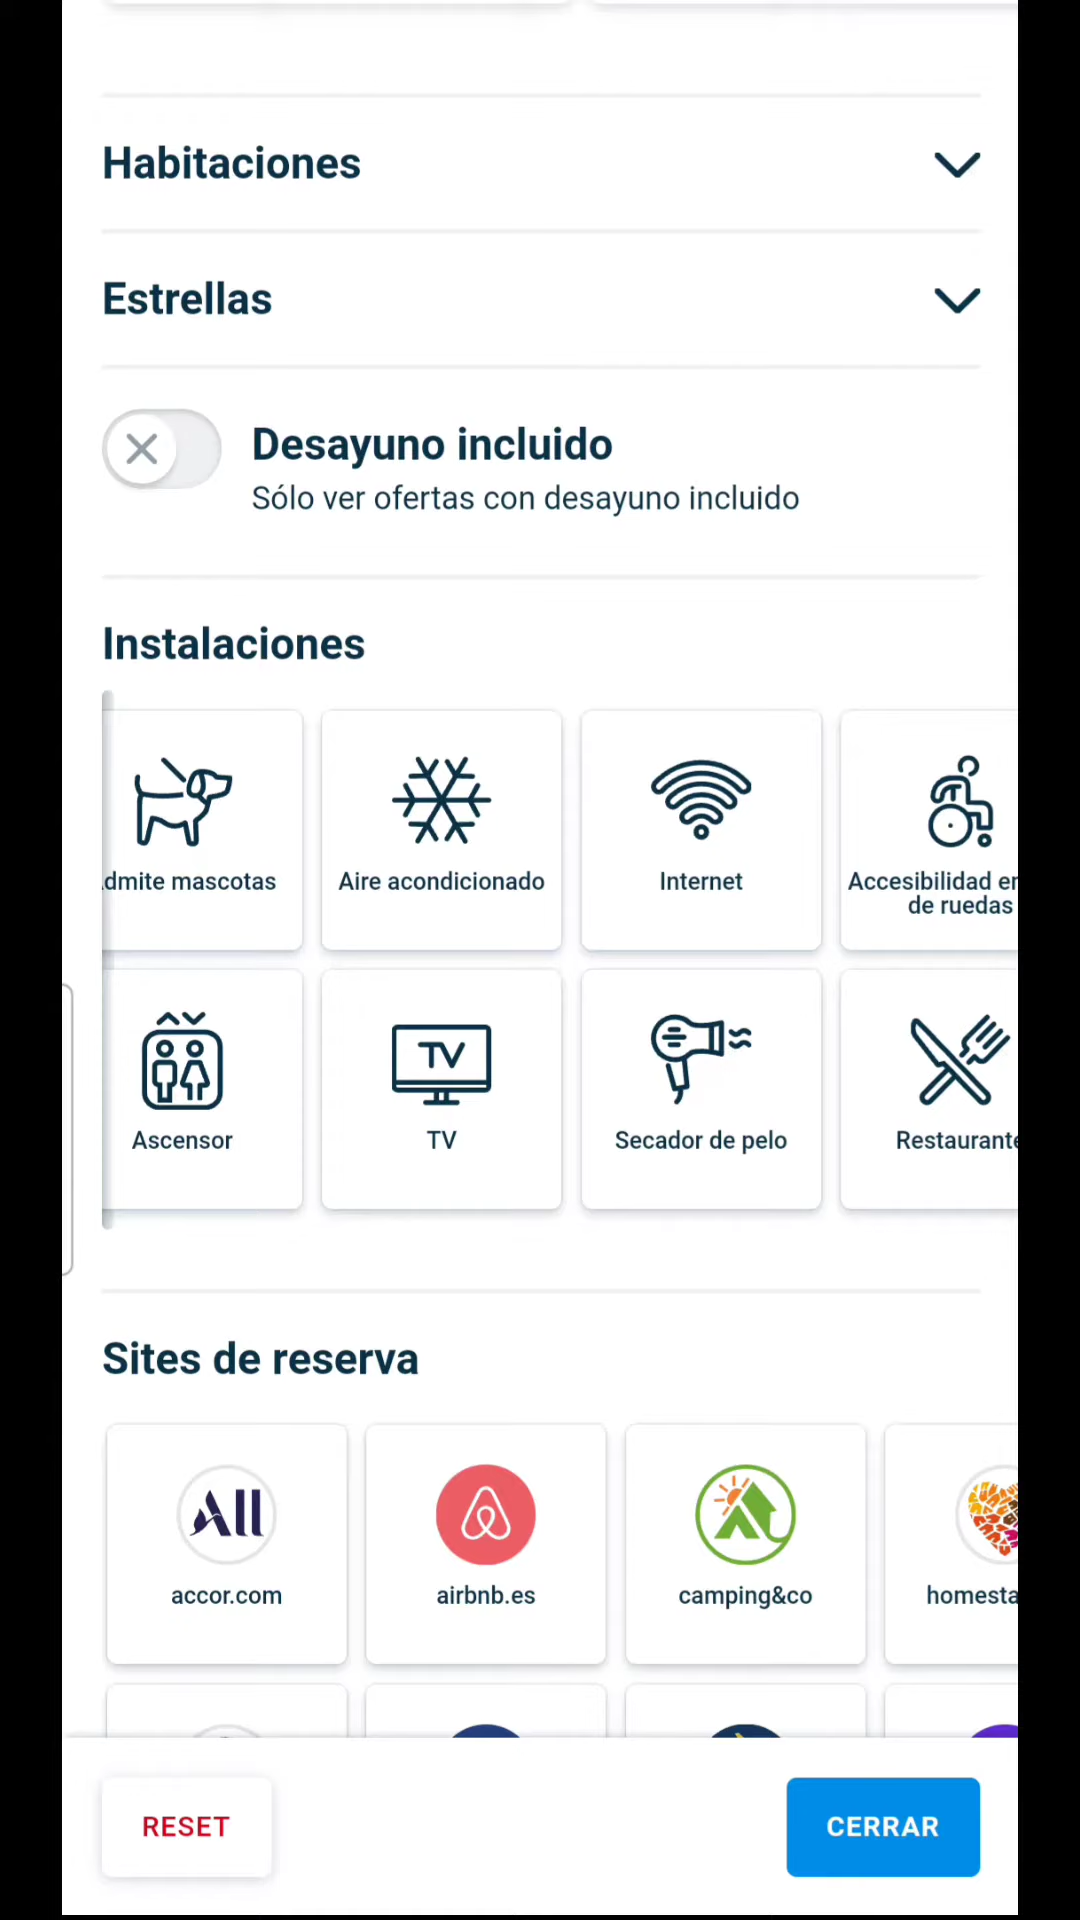 Habitaciones
Estrellas
Desayuno incluido
Sólo ver ofertas con desayuno incluido
Instalaciones
dmite mascotas
Aire acondicionado
Internet
Accesibilidad en
de ruedas
Ascensor
TV
TV
Secador de pelo
Restaurante
Sites de reserva
All
accor.com
airbnb.es
camping&co
homesta
RESET
CERRAR